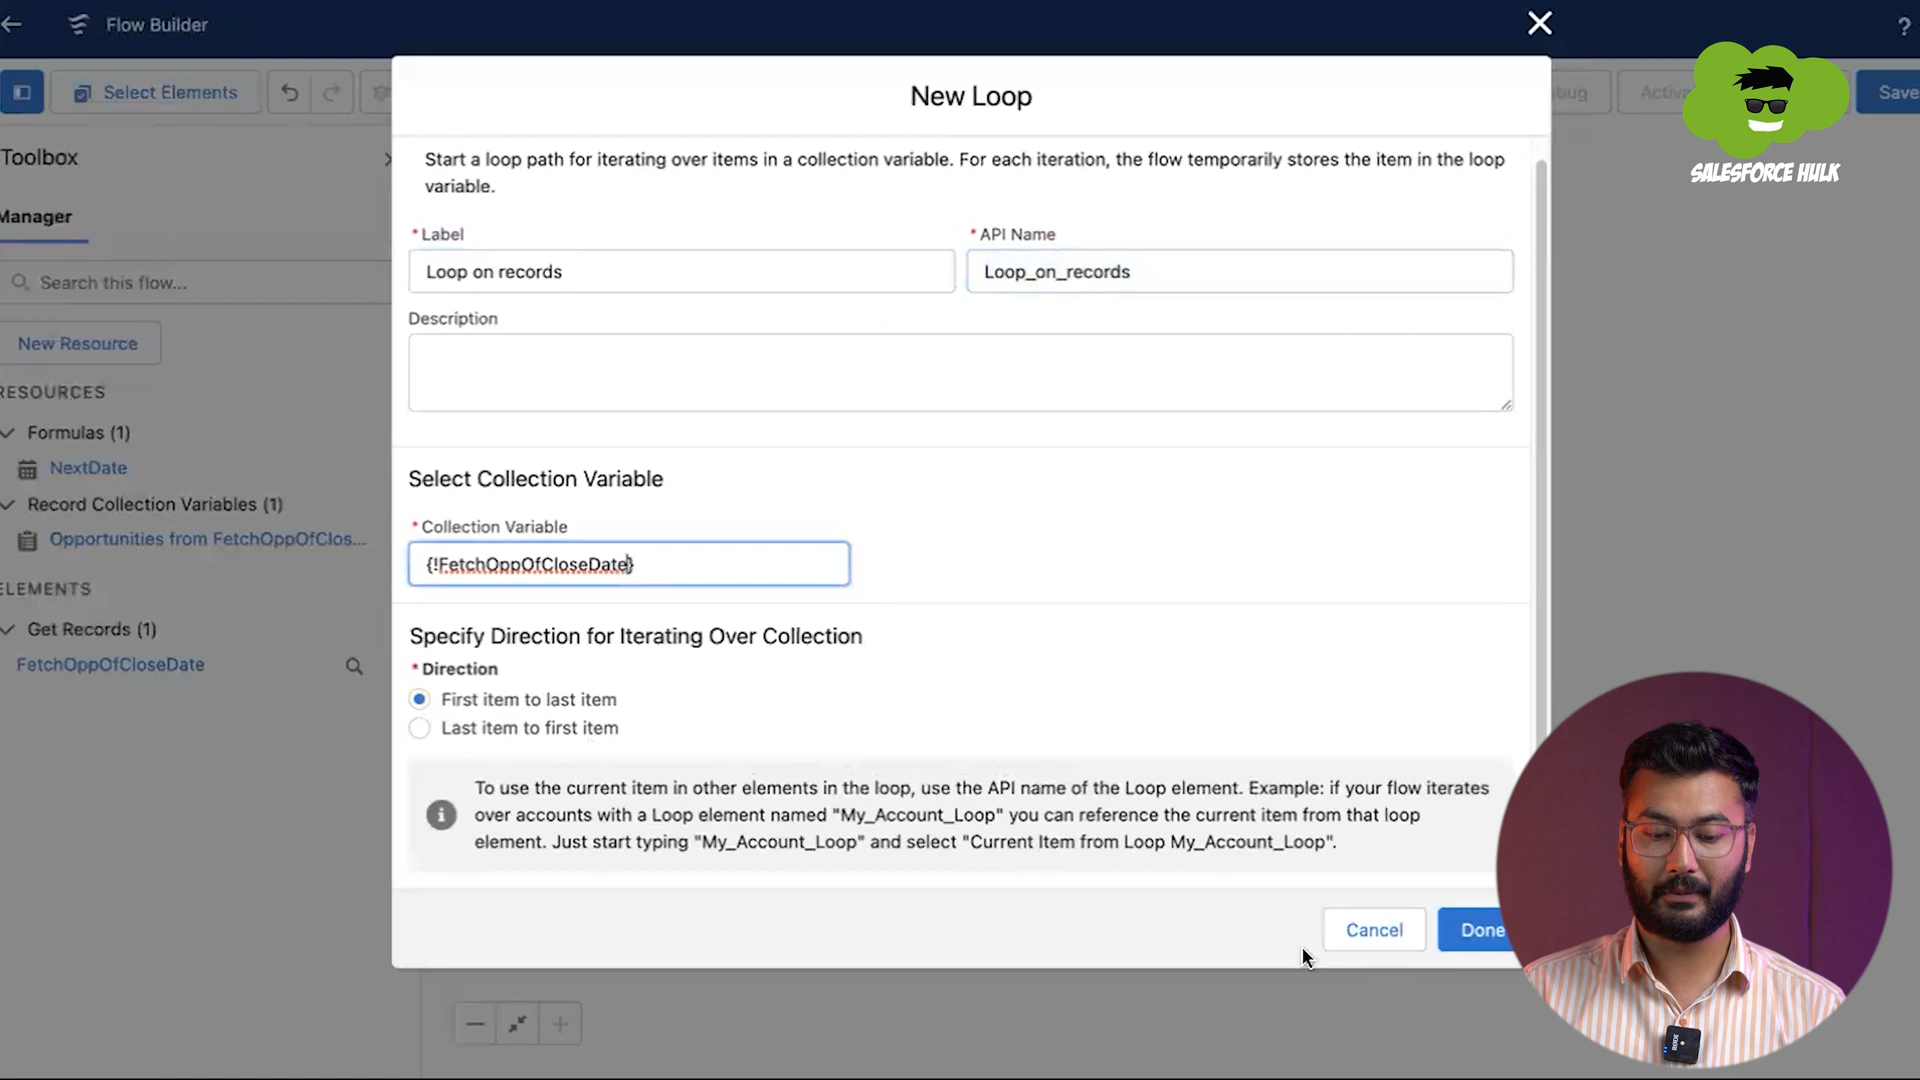 Flow Builder
?
Select Elements
bug
Activa
Save
SALESFORCE HULK
New Loop
Toolbox
Manager
Search this flow...
New Resource
RESOURCES
Formulas (1)
NextDate
Record Collection Variables (1)
Opportunities from FetchOppOfClos...
ELEMENTS
Get Records (1)
FetchOppOfCloseDate
Start a loop path for iterating over items in a collection variable. For each iteration, the flow temporarily stores the item in the loop
variable.
* Label
* API Name
Loop on records
Loop_on_records
Description
Select Collection Variable
* Collection Variable
{!FetchOppOfCloseDate}
Specify Direction for Iterating Over Collection
* Direction
First item to last item
Last item to first item
To use the current item in other elements in the loop, use the API name of the Loop element. Example: if your flow iterates
over accounts with a Loop element named "My_Account_Loop" you can reference the current item from that loop
element. Just start typing "My_Account_Loop" and select "Current Item from Loop My_Account_Loop".
Cancel
Done